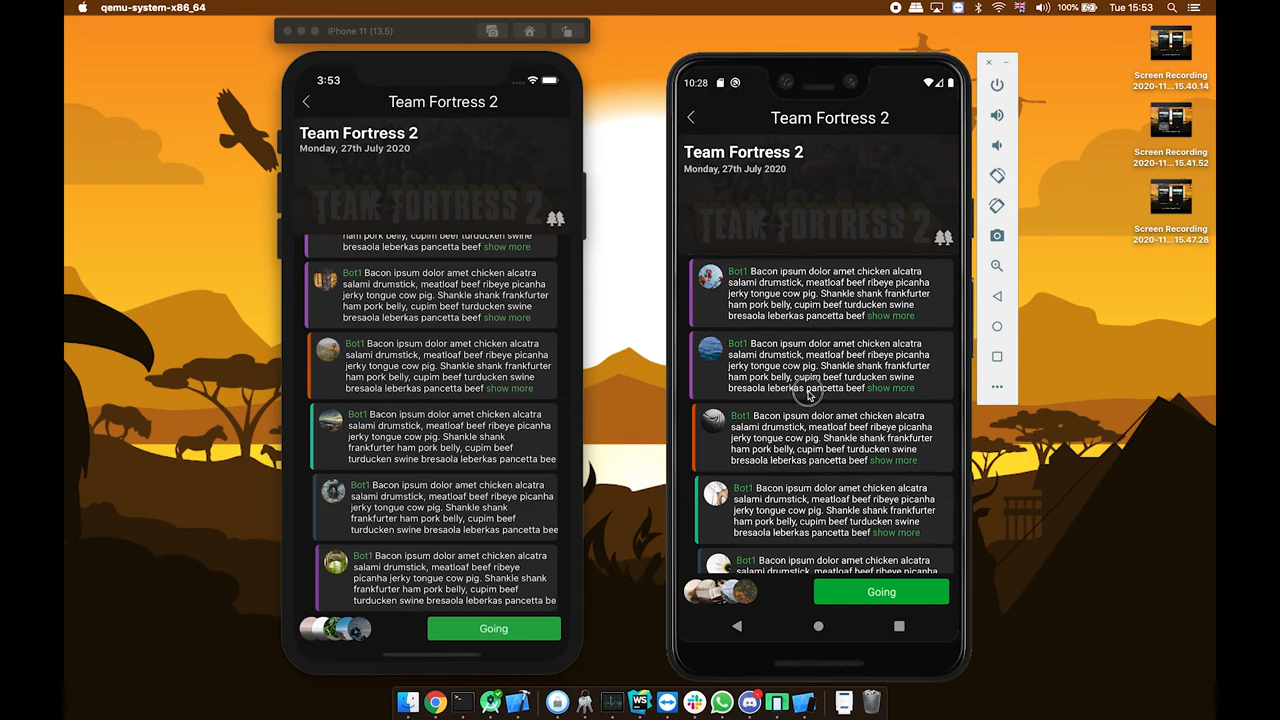 qemu-system-x86_64
100%
Tue 15:53
iPhone 11 (13.5)
3:53
Team Fortress 2
Team Fortress 2
Monday, 27th July 2020
TEAM FORTRESS 2
ham pork belly, cupim beef turducken swine
bresaola leberkas pancetta beef show more
Bot1 Bacon ipsum dolor amet chicken alcatra
salami drumstick, meatloaf beef ribeye picanha
jerky tongue cow pig. Shankle shank frankfurter
ham pork belly, cupim beef turducken swine
bresaola leberkas pancetta beef show more
Bot1 Bacon ipsum dolor amet chicken alcatra
salami drumstick, meatloaf beef ribeye picanha
jerky tongue cow pig. Shankle shank frankfurter
ham pork belly, cupim beef turducken swine
bresaola leberkas pancetta beef show more
Bot1 Bacon ipsum dolor amet chicken
alcatra salami drumstick, meatloaf beef
ribeye picanha jerky tongue cow pig.
Shankle shank frankfurter ham pork belly, cupim beef
turducken swine bresaola leberkas pancetta bee
Bot1 Bacon ipsum dolor amet chicken alcatra
salami drumstick, meatloaf beef ribeye picanha
jerky tongue cow pig. Shankle shank
frankfurter ham pork belly, cupim beef
turducken swine bresaola leberkas pancetta bee
Bot1 Bacon ipsum dolor amet chicken alcatra
salami drumstick, meatloaf beef ribeye
picanha jerky tongue cow pig. Shankle shank
frankfurter ham pork belly, cupim beef
turducken swine bresaola leberkas pancetta bee
Going
10:28
Team Fortress 2
Team Fortress 2
Monday, 27th July 2020
TEAM FORTRESS 2
Bot1 Bacon ipsum dolor amet chicken alcatra
salami drumstick, meatloaf beef ribeye picanha
jerky tongue cow pig. Shankle shank frankfurter
ham pork belly, cupim beef turducken swine
bresaola leberkas pancetta beef show more
Bot1 Bacon ipsum dolor amet chicken alcatra
salami drumstick, meatloaf beef ribeye picanha
jerky tongue cow pig. Shankle shank frankfurter
ham pork belly, cupim beef turducken swine
bresaola leberkas pancetta beef show more
Bot1 Bacon ipsum dolor amet chicken alcatra
salami drumstick, meatloaf beef ribeye picanha
jerky tongue cow pig. Shankle shank frankfurter
ham pork belly, cupim beef turducken swine
bresaola leberkas pancetta beef show more
Bot1 Bacon ipsum dolor amet chicken alcatra
salami drumstick, meatloaf beef ribeye picanha
jerky tongue cow pig. Shankle shank frankfurter
ham pork belly, cupim beef turducken swine
bresaola leberkas pancetta beef show more
Bot1 Bacon ipsum dolor amet chicken alcatra
salami drumstick, meatloaf beef ribeye picanha
Going
Screen Recording
2020-11...15.40.14
Screen Recording
2020-11...15.41.52
Screen Recording
2020-11...15.47.28
WS